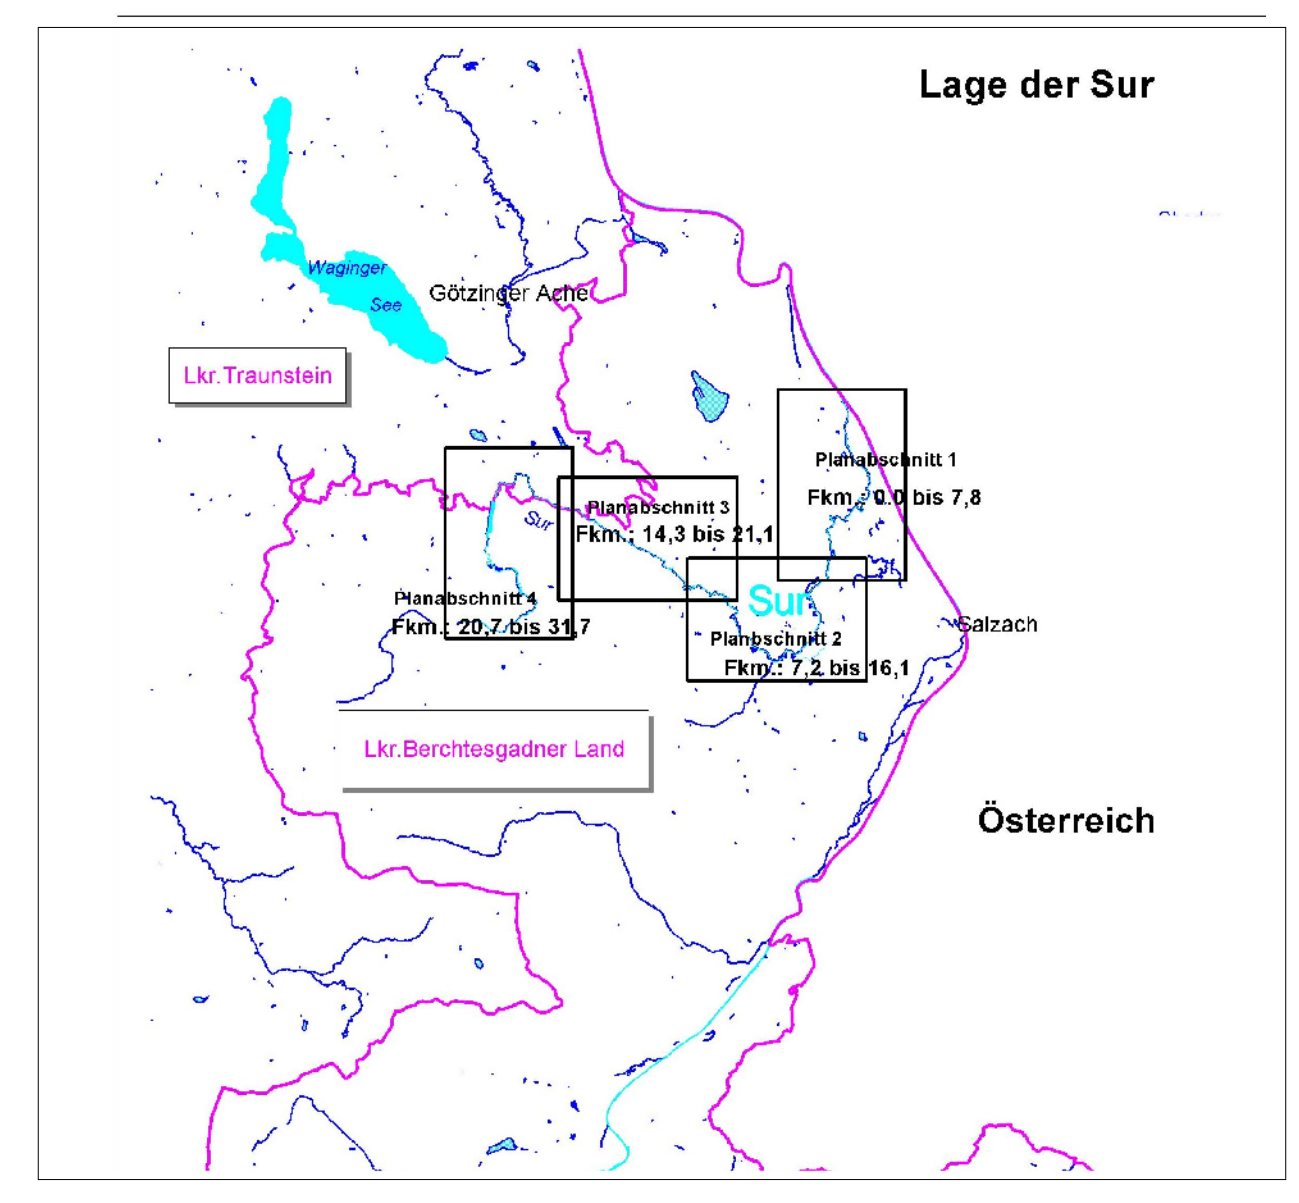 Lage der Sur
Waginger
See
Götzinger Ache
Lkr.Traunstein
Planabschnitt 1
Fkm.: 0.0 bis 7,8
Planabschnitt 3
Fkm.: 14,3 bis 21,1
Sur
Planabschnitt 4
Fkm.: 20,7 bis 31,7
Sur
Planbschnitt 2
Fkm.: 7,2 bis 16,1
Salzach
Lkr.Berchtesgadner Land
Österreich